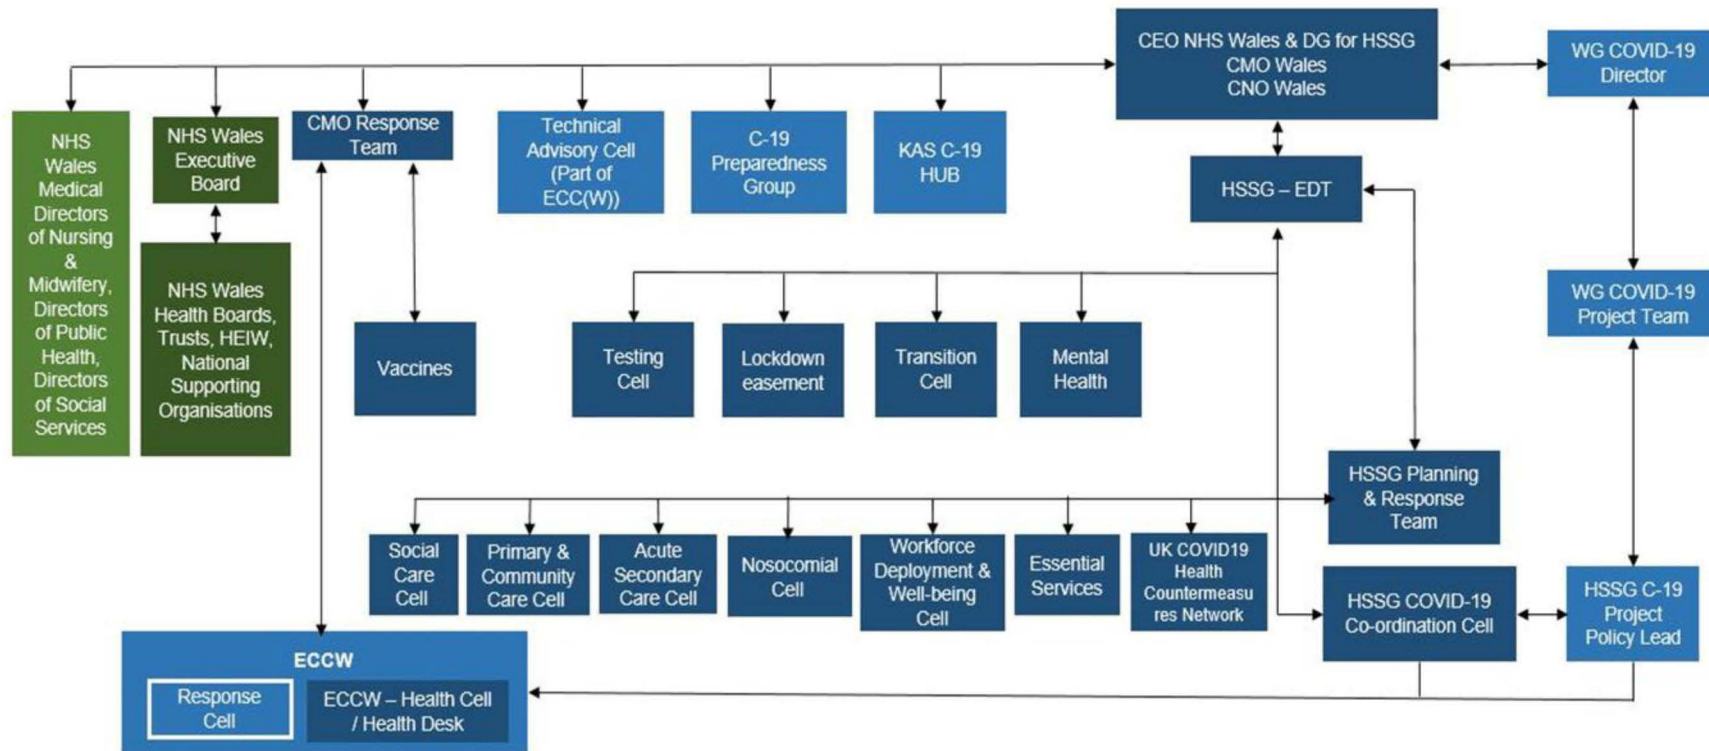 CEO NHS Wales & DG for HSSG
CMO Wales
CNO Wales
WG COVID-19
Director
NHS
Wales
Medical
Directors
of Nursing
&
Midwifery,
Directors
of Public
Health,
Directors
of Social
Services
NHS Wales
Executive
Board
CMO Response
Team
Technical
Advisory Cell
(Part of
ECC(W))
C-19
Preparedness
Group
KAS C-19
HUB
HSSG – EDT
NHS Wales
Health Boards,
Trusts, HEIW,
National
Supporting
Organisations
Vaccines
Testing
Cell
Lockdown
easement
Transition
Cell
Mental
Health
WG COVID-19
Project Team
HSSG Planning
& Response
Team
Social
Care
Cell
Primary &
Community
Care Cell
Acute
Secondary
Care Cell
Nosocomial
Cell
Workforce
Deployment &
Well-being
Cell
Essential
Services
UK COVID19
Health
Countermeasu
res Network
HSSG COVID-19
Co-ordination Cell
HSSG C-19
Project
Policy Lead
ECCW
Response
Cell
ECCW – Health Cell
/ Health Desk